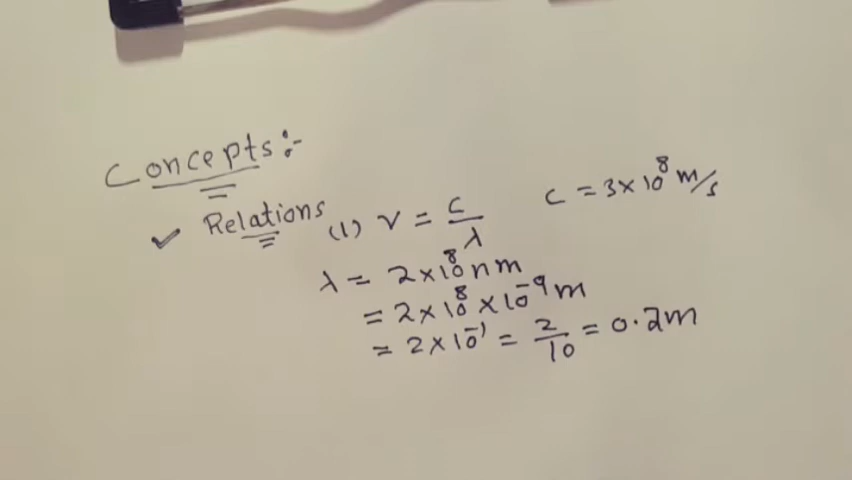 Concepts:-
✓ Relations (1) ν = c/λ c = 3×10⁸ m/s
λ = 2×10⁸ nm
= 2×10⁸ × 10⁻⁹ m
= 2×10⁻¹ = 2/10 = 0.2m